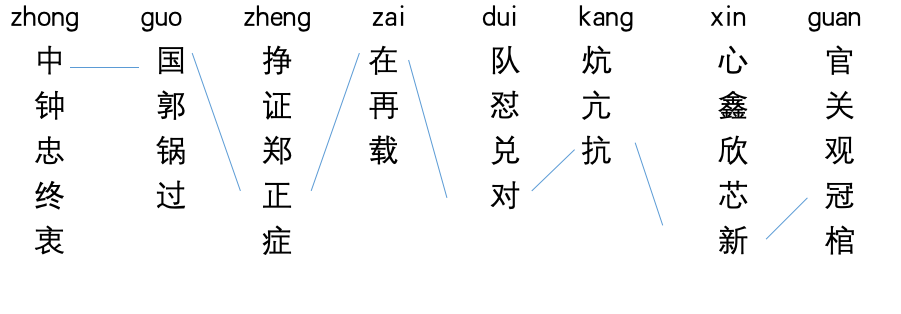 zhong guo zheng zai dui kang xin guan
中 国 挣 在 队 炕 心 官
钟 郭 证 再 怼 亢 鑫 关
忠 锅 郑 载 兑 抗 欣 观
终 过 正 对 芯 冠
衷 症 新 棺